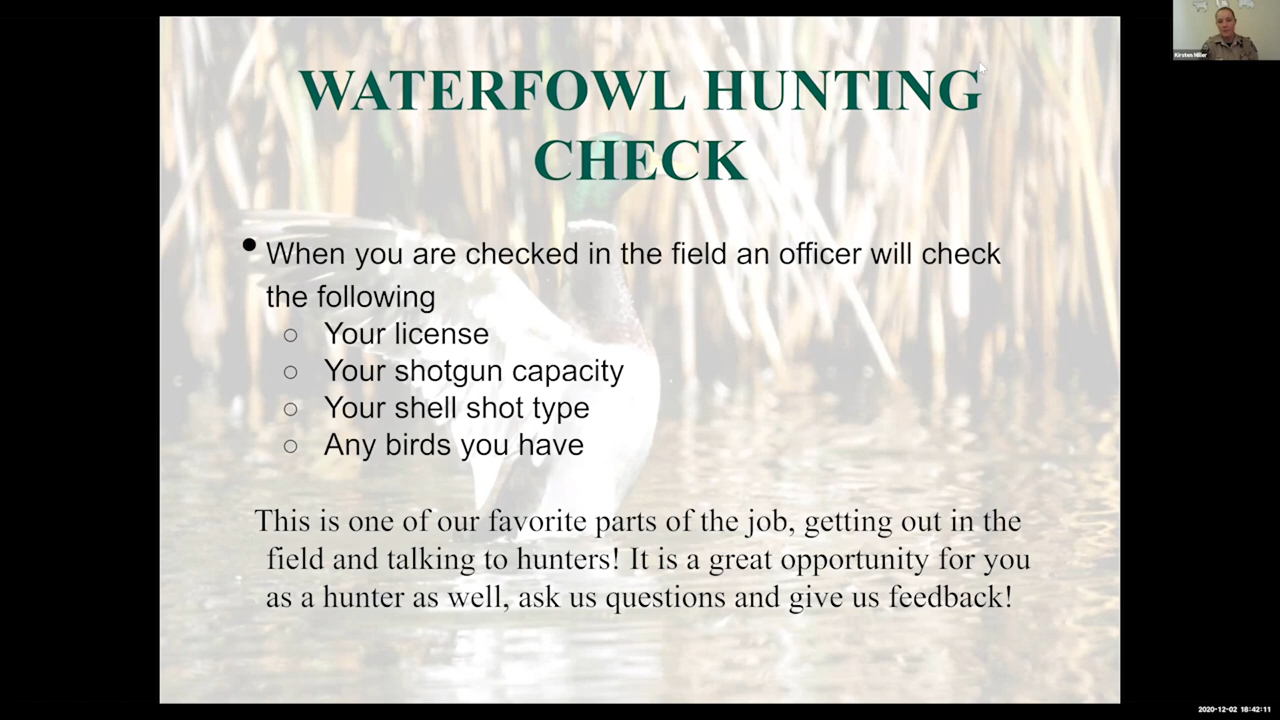 WATERFOWL HUNTING
CHECK
• When you are checked in the field an officer will check
the following
○ Your license
○ Your shotgun capacity
○ Your shell shot type
○ Any birds you have
This is one of our favorite parts of the job, getting out in the
field and talking to hunters! It is a great opportunity for you
as a hunter as well, ask us questions and give us feedback!
Kirsten Miller
2020-12-02 18:42:11